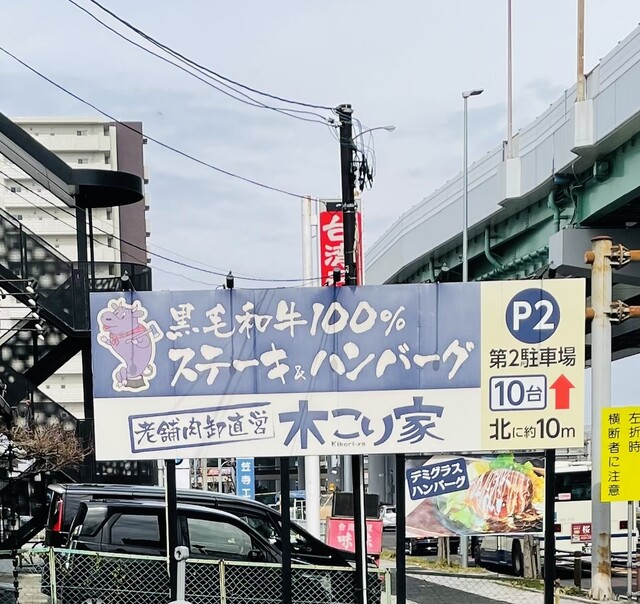 黒毛和牛100%
ステーキ&ハンバーグ
老舗肉卸直営
木こり家
Kikori-ya
P2
第2駐車場
10台
北に約10m
デミグラス
ハンバーグ
左折時
横断者に注意